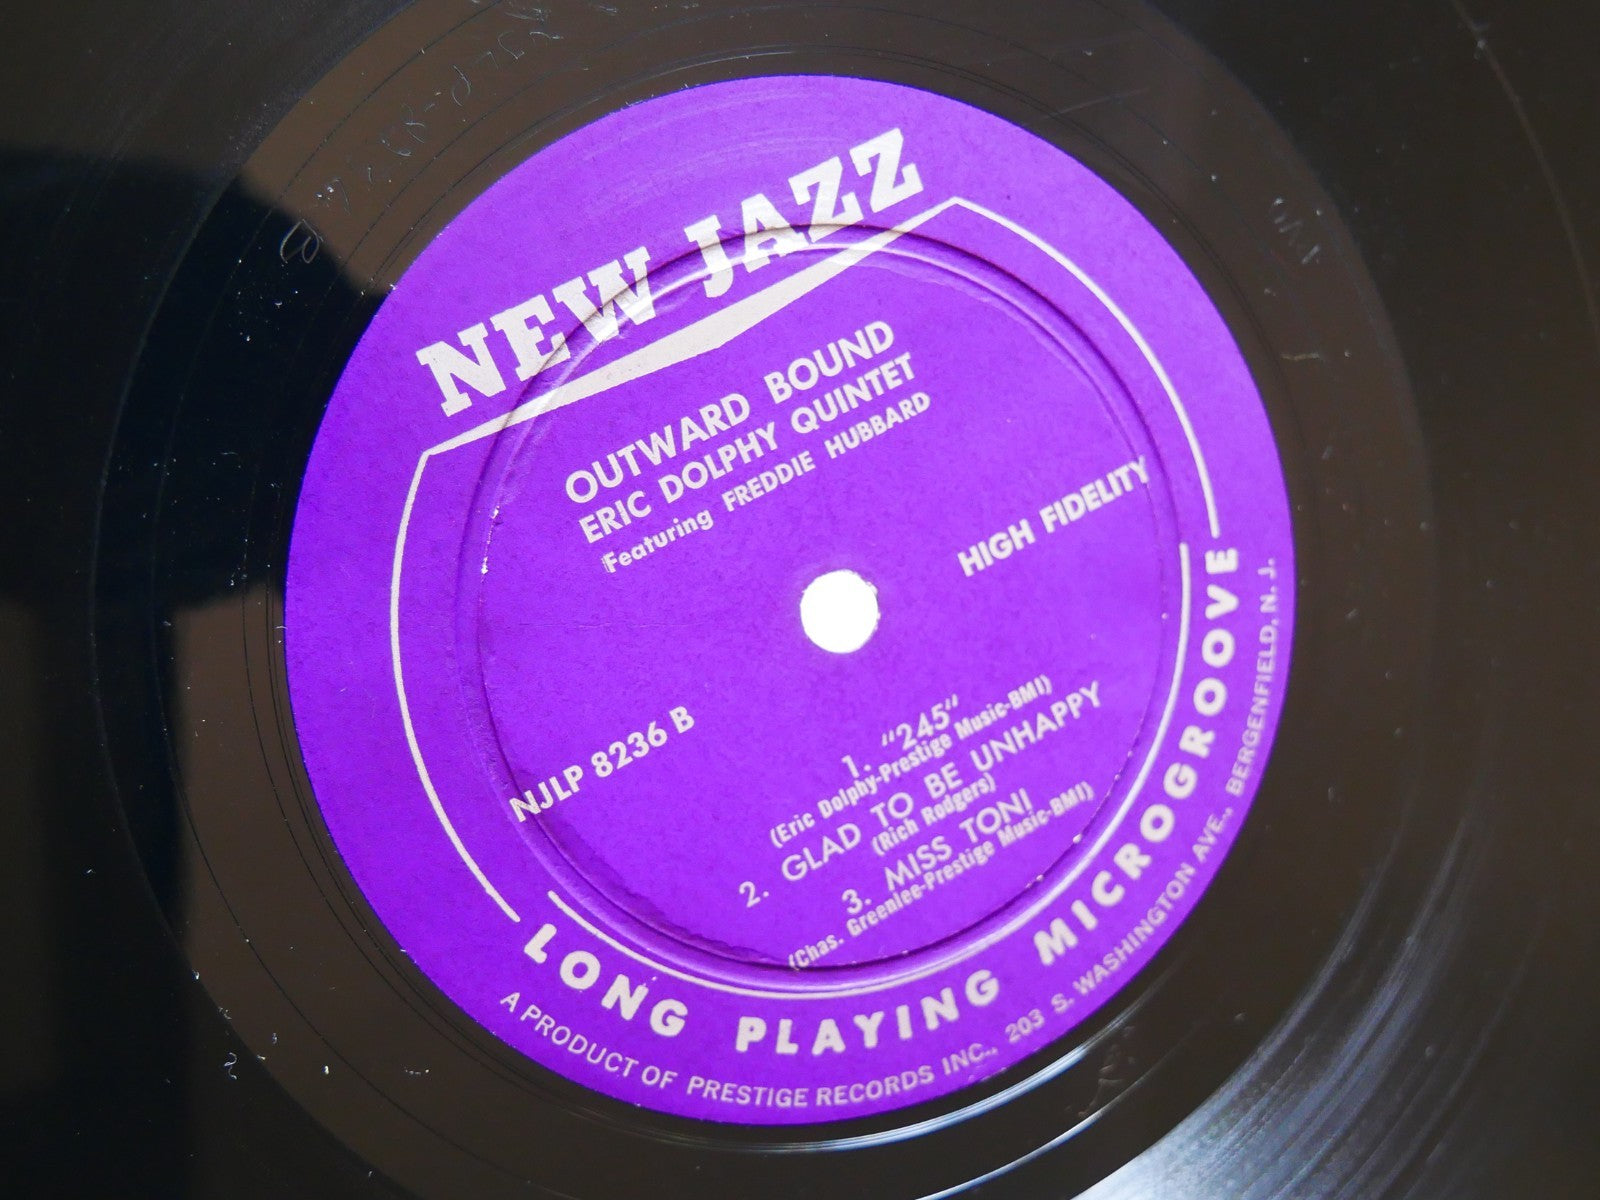 NEW JAZZ
OUTWARD BOUND
ERIC DOLPHY QUINTET
Featuring FREDDIE HUBBARD
HIGH FIDELITY
NJLP 8236 B
1. "245"
(Eric Dolphy-Prestige Music-BMI)
2. GLAD TO BE UNHAPPY
(Rich Rodgers)
3. MISS TONI
(Chas. Greenlee-Prestige Music-BMI)
LONG PLAYING MICROGROOVE
A PRODUCT OF PRESTIGE RECORDS INC., 203 S. WASHINGTON AVE., BERGENFIELD, N. J.